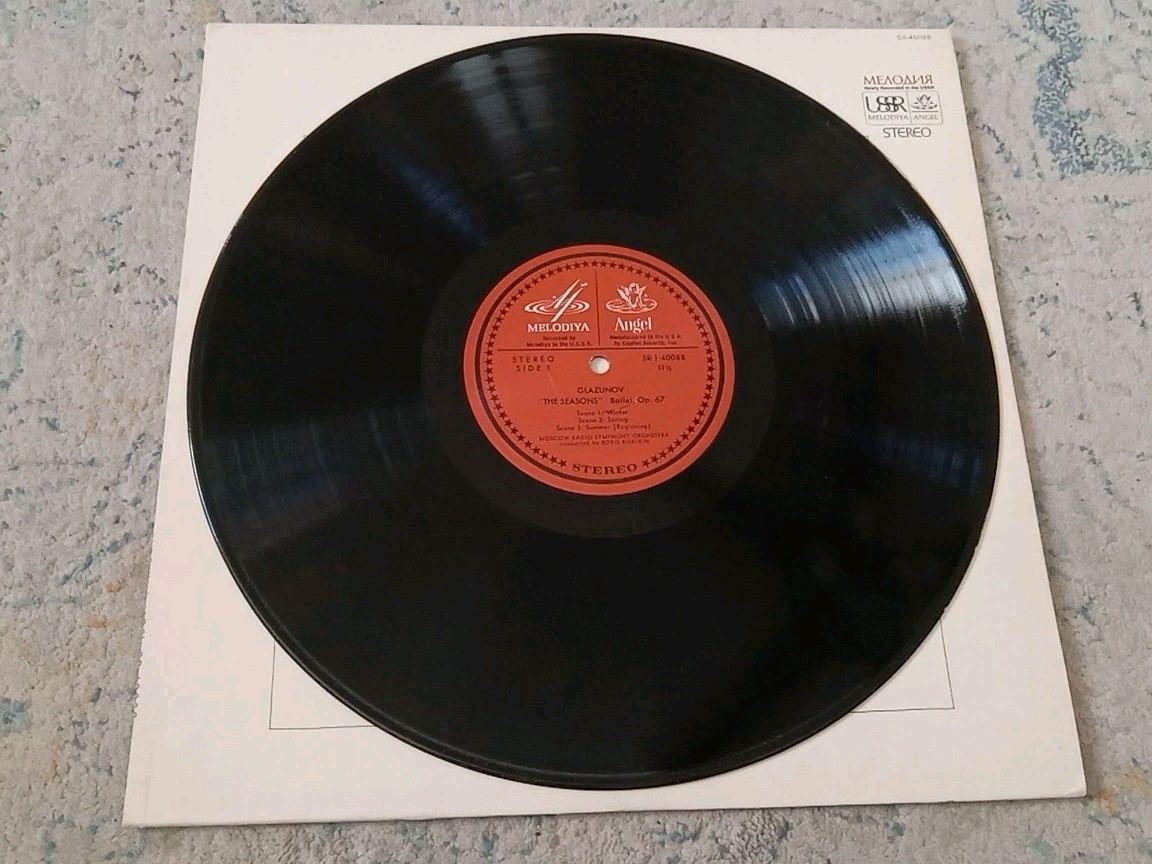 SR-40088
МЕЛОДИЯ
Newly Recorded in the USSR
USSR
MELODIYA ANGEL
STEREO
MELODIYA Angel
Recorded by Manufactured in the U.S.A.
Melodiya in the U.S.S.R. by Capitol Records, Inc.
STEREO SR-1-40088
SIDE 1
GLAZUNOV
"THE SEASONS" Ballet, Op. 67
Scene 1: Winter
Scene 2: Spring
Scene 3: Summer (Beginning)
MOSCOW RADIO SYMPHONY ORCHESTRA
conducted by BORIS KHAIKIN
STEREO